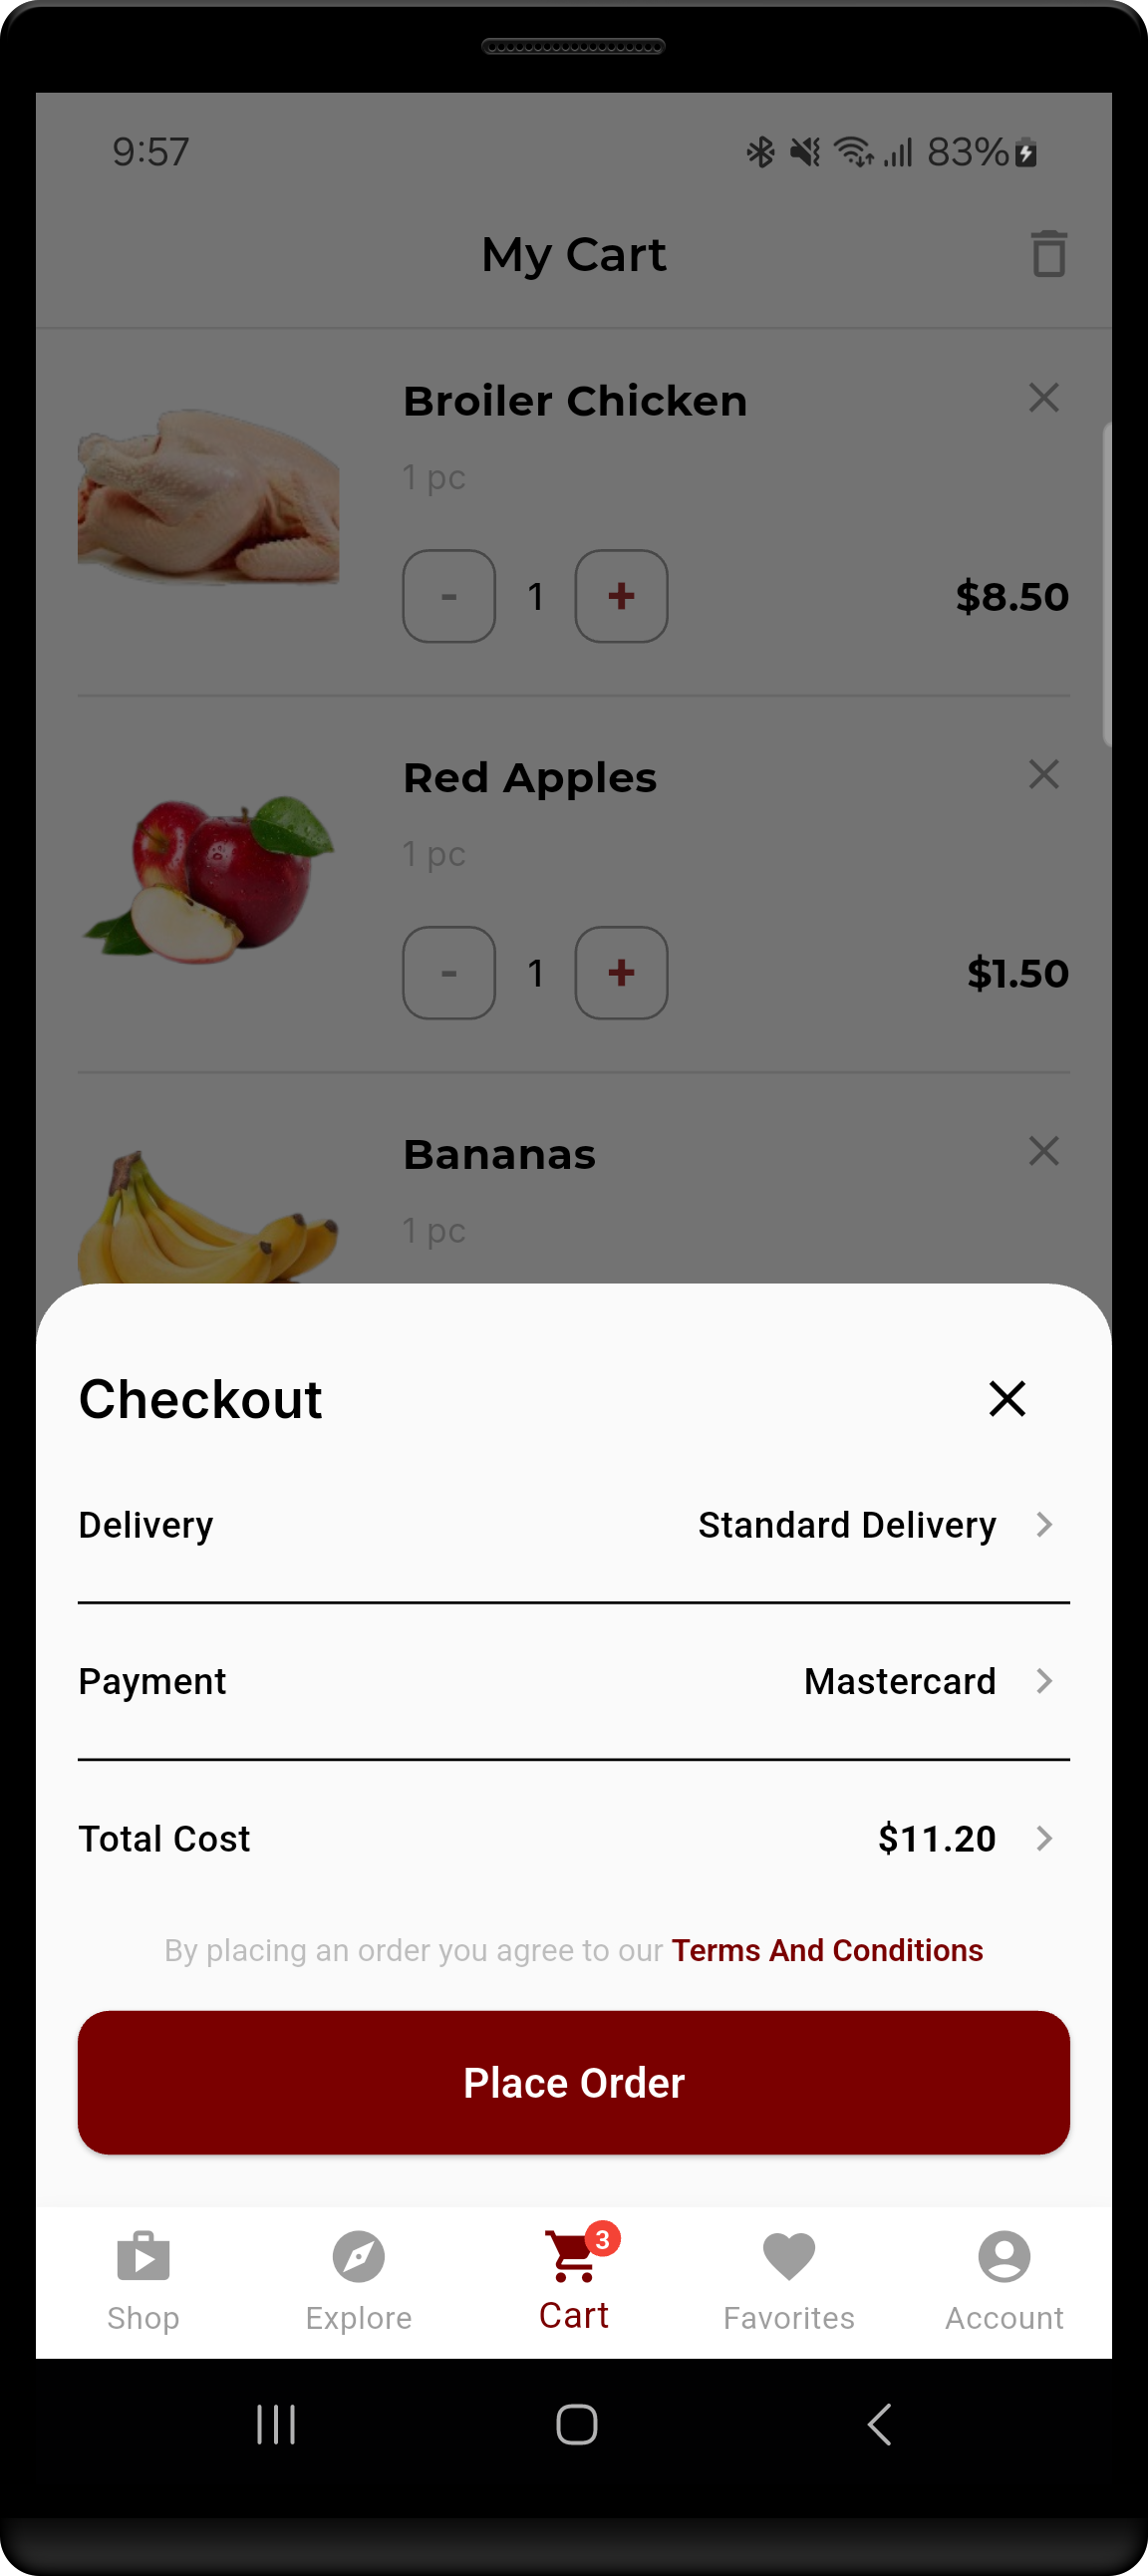 9:57 83%
My Cart
Broiler Chicken
1 pc
- 1 + $8.50
Red Apples
1 pc
- 1 + $1.50
Bananas
1 pc
Checkout
Delivery Standard Delivery
Payment Mastercard
Total Cost $11.20
By placing an order you agree to our Terms And Conditions
Place Order
3
Shop Explore Cart Favorites Account